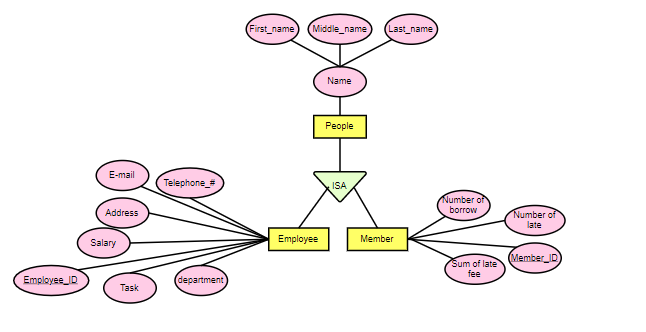 First_name
Middle_name
Last_name
Name
People
E-mail
Telephone_#
ISA
Address
Number of
borrow
Number of
late
Salary
Employee
Member
Member_ID
Employee_ID
Task
department
Sum of late
fee